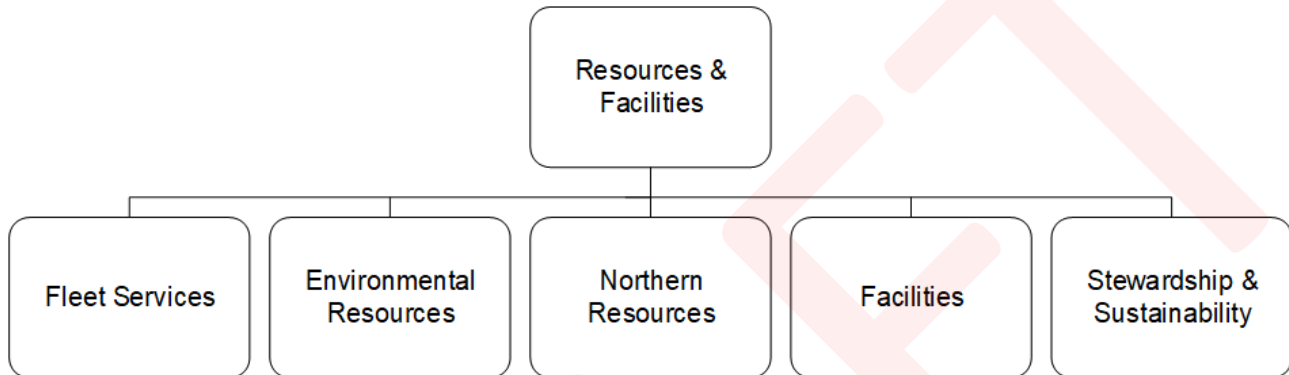 Resources &
Facilities
Fleet Services
Environmental
Resources
Northern
Resources
Facilities
Stewardship &
Sustainability